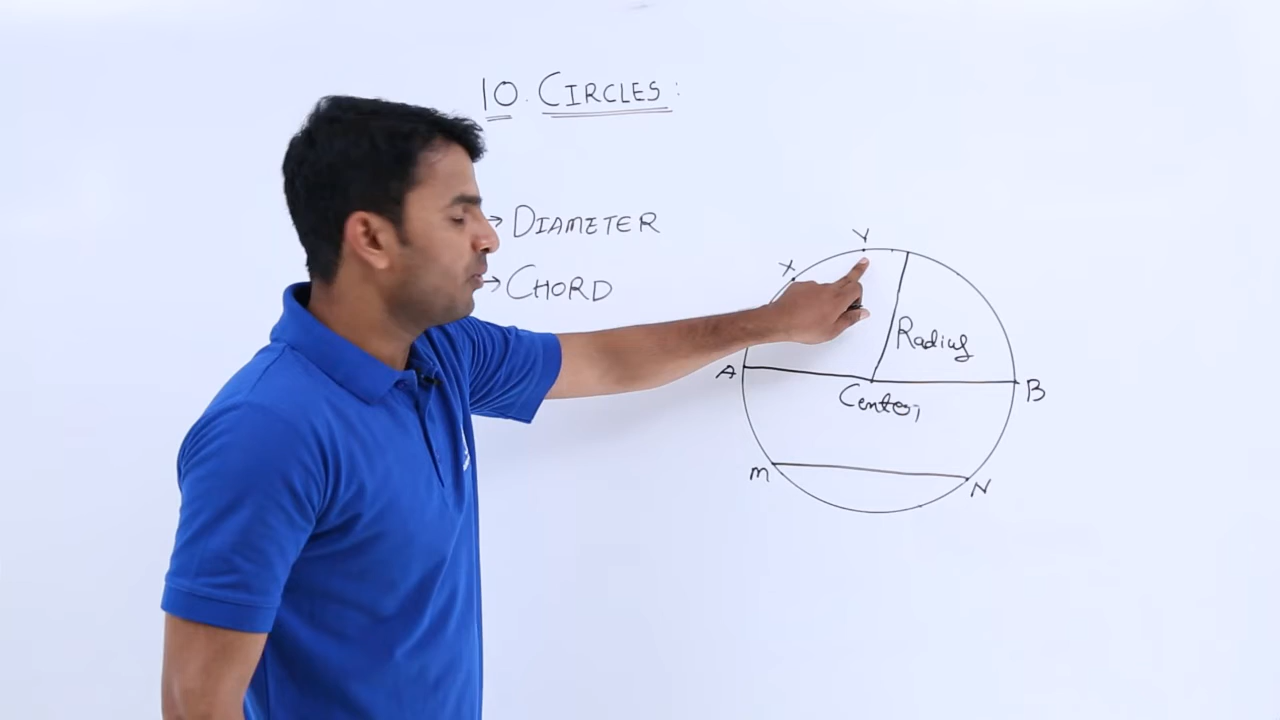 10. CIRCLES:
→ DIAMETER
→ CHORD
X
Y
Radius
A
B
Center
M
N